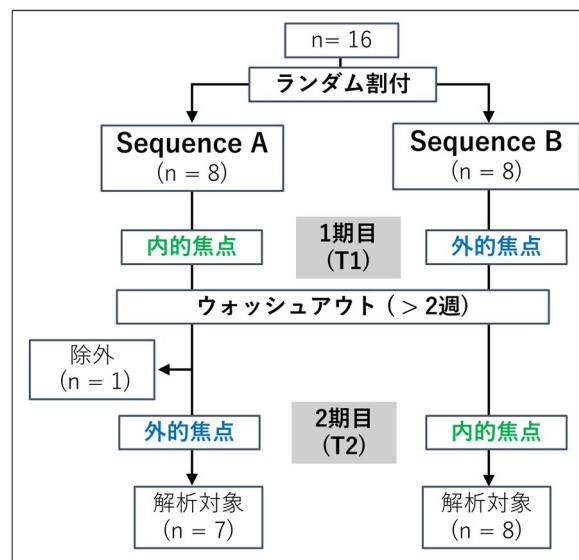 n= 16
ランダム割付
Sequence A
(n = 8)
Sequence B
(n = 8)
内的焦点
1期目
(T1)
外的焦点
ウォッシュアウト ( > 2週)
除外
(n = 1)
外的焦点
2期目
(T2)
内的焦点
解析対象
(n = 7)
解析対象
(n = 8)